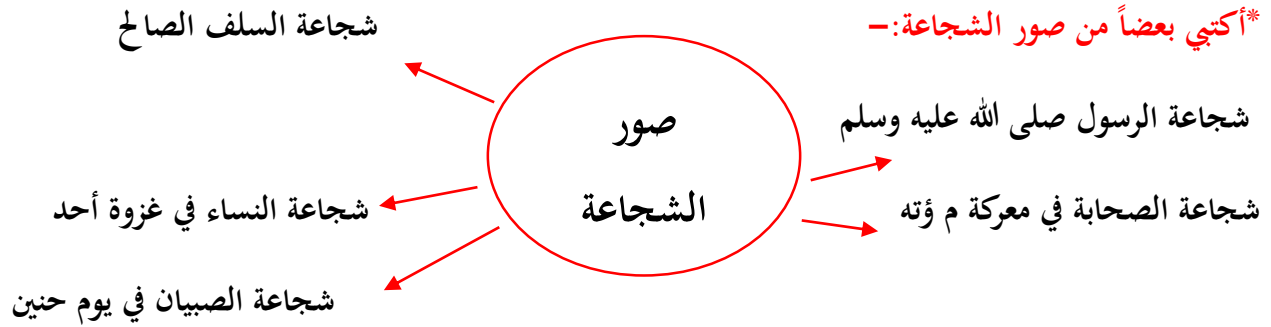 *أكتبي بعضاً من صور الشجاعة:–
شجاعة السلف الصالح
شجاعة الرسول صلى الله عليه وسلم
صور
الشجاعة
شجاعة الصحابة في معركة م ؤته
شجاعة النساء في غزوة أحد
شجاعة الصبيان في يوم حنين